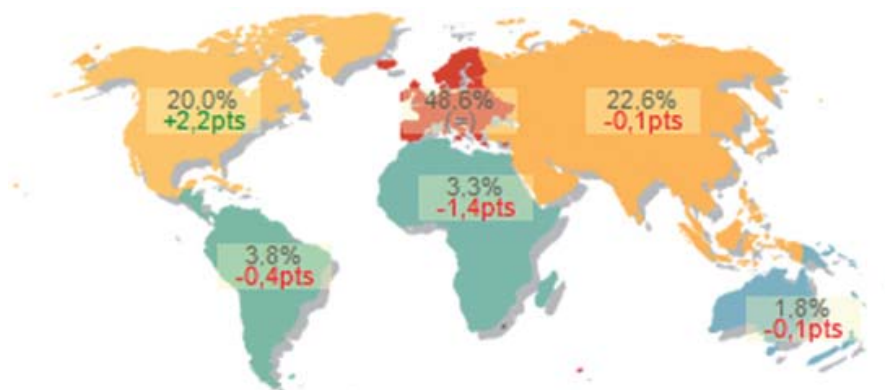 20.0%
+2,2pts
48.6%
(=)
22.6%
-0,1pts
3.3%
-1,4pts
3.8%
-0,4pts
1.8%
-0,1pts